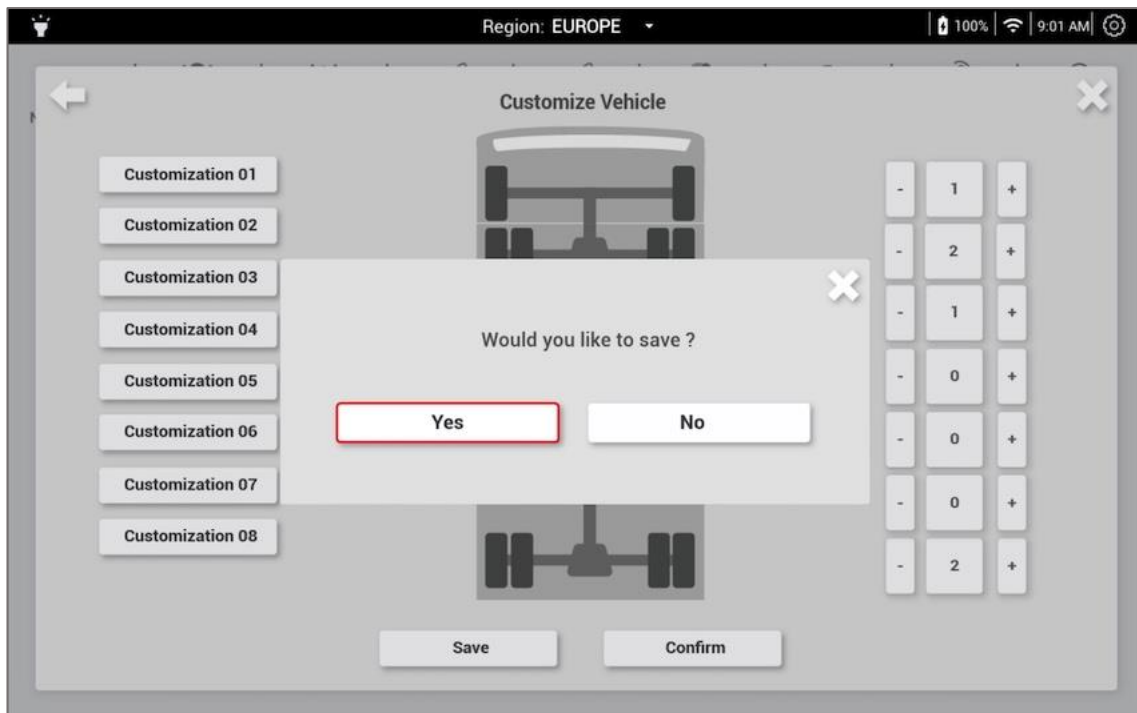 Region: EUROPE
100%
9:01 AM
Customize Vehicle
Customization 01
Customization 02
Customization 03
Customization 04
Customization 05
Customization 06
Customization 07
Customization 08
- 1 +
- 2 +
- 1 +
- 0 +
- 0 +
- 0 +
- 2 +
Would you like to save ?
Yes
No
Save
Confirm